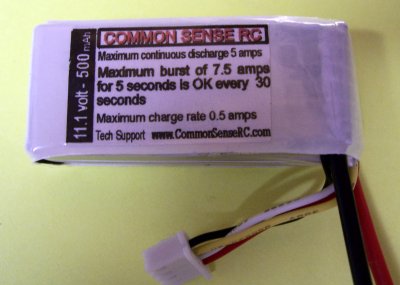 COMMON SENSE RC
Maximum continuous discharge 5 amps
Maximum burst of 7.5 amps
for 5 seconds is OK every 30
seconds
Maximum charge rate 0.5 amps
Tech Support www.CommonSenseRC.com
11.1 volt - 500 mAh